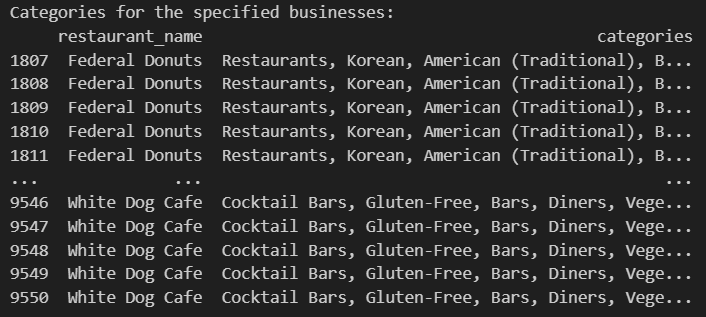 Categories for the specified businesses:
restaurant_name categories
1807 Federal Donuts Restaurants, Korean, American (Traditional), B...
1808 Federal Donuts Restaurants, Korean, American (Traditional), B...
1809 Federal Donuts Restaurants, Korean, American (Traditional), B...
1810 Federal Donuts Restaurants, Korean, American (Traditional), B...
1811 Federal Donuts Restaurants, Korean, American (Traditional), B...
... ... ...
9546 White Dog Cafe Cocktail Bars, Gluten-Free, Bars, Diners, Vege...
9547 White Dog Cafe Cocktail Bars, Gluten-Free, Bars, Diners, Vege...
9548 White Dog Cafe Cocktail Bars, Gluten-Free, Bars, Diners, Vege...
9549 White Dog Cafe Cocktail Bars, Gluten-Free, Bars, Diners, Vege...
9550 White Dog Cafe Cocktail Bars, Gluten-Free, Bars, Diners, Vege...